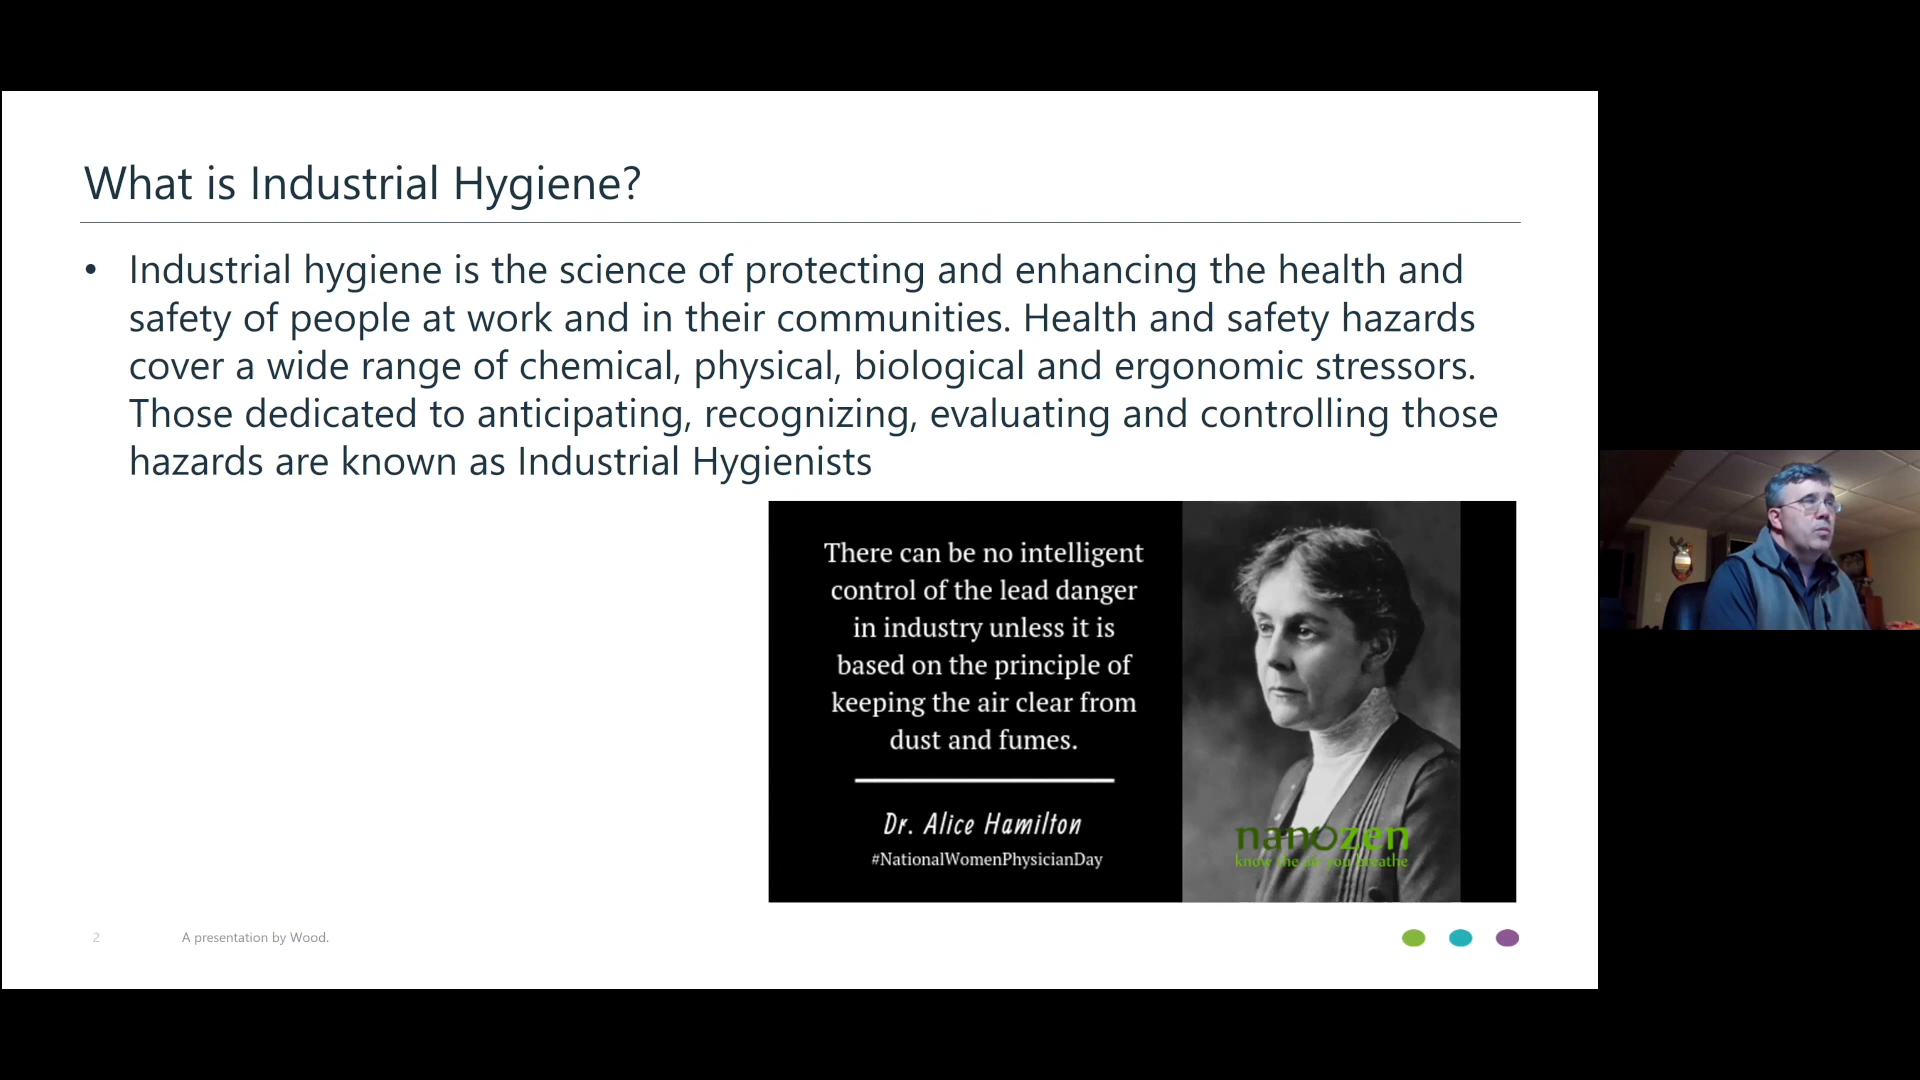 What is Industrial Hygiene?
• Industrial hygiene is the science of protecting and enhancing the health and
safety of people at work and in their communities. Health and safety hazards
cover a wide range of chemical, physical, biological and ergonomic stressors.
Those dedicated to anticipating, recognizing, evaluating and controlling those
hazards are known as Industrial Hygienists
There can be no intelligent
control of the lead danger
in industry unless it is
based on the principle of
keeping the air clear from
dust and fumes.
Dr. Alice Hamilton
#NationalWomenPhysicianDay
nanozen
know the air you breathe
2
A presentation by Wood.